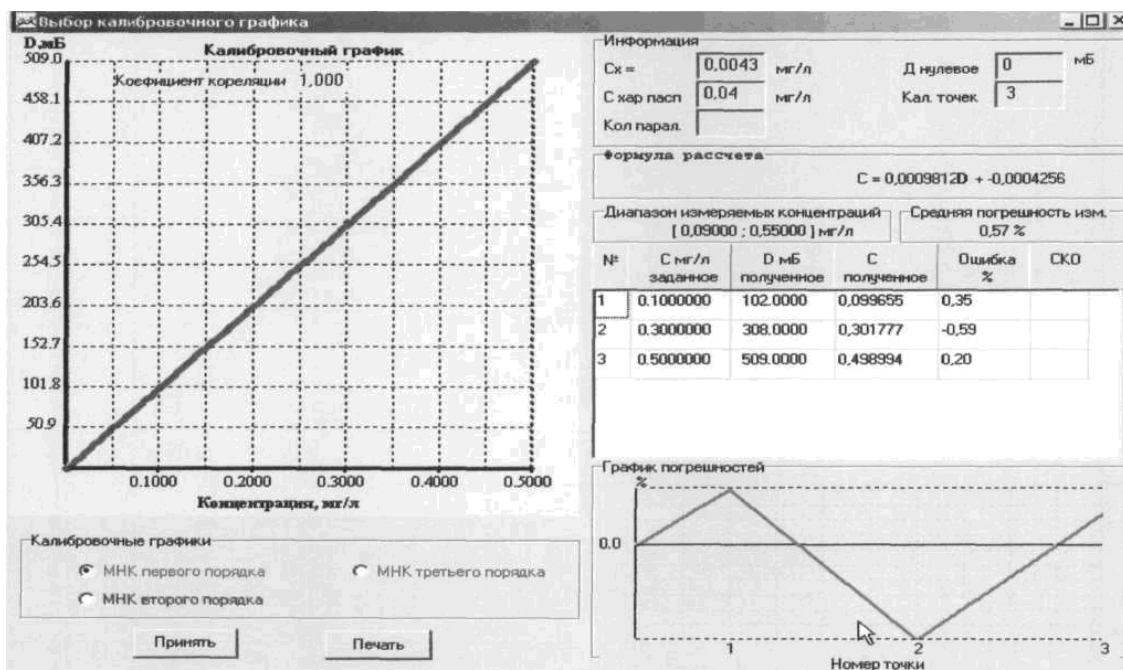 Выбор калибровочного графика
D.мБ
Калибровочный график
Коефициент кореляции 1,000
509.0
458.1
407.2
356.3
305.4
254.5
203.6
152.7
101.8
50.9
0.1000 0.2000 0.3000 0.4000 0.5000
Концентрация, мг/л
Калибровочные графики
МНК первого порядка
МНК третьего порядка
МНК второго порядка
Принять
Печать
Информация
Cx = 0,0043 мг/л
Д нулевое 0 мБ
С хар пасп 0,04 мг/л
Кал. точек 3
Кол парал.
Формула рассчета
C = 0,0009812D + -0,0004256
Диапазон измеряемых концентраций
[ 0,09000 ; 0,55000 ] мг/л
Средняя погрешность изм.
0,57 %
№ С мг/л заданное D мБ полученное С полученное Ошибка % СКО
1 0.1000000 102.0000 0,099655 0,35
2 0.3000000 308.0000 0,301777 -0,59
3 0.5000000 509.0000 0,498994 0,20
График погрешностей
%
0.0
1 2 3
Номер точки